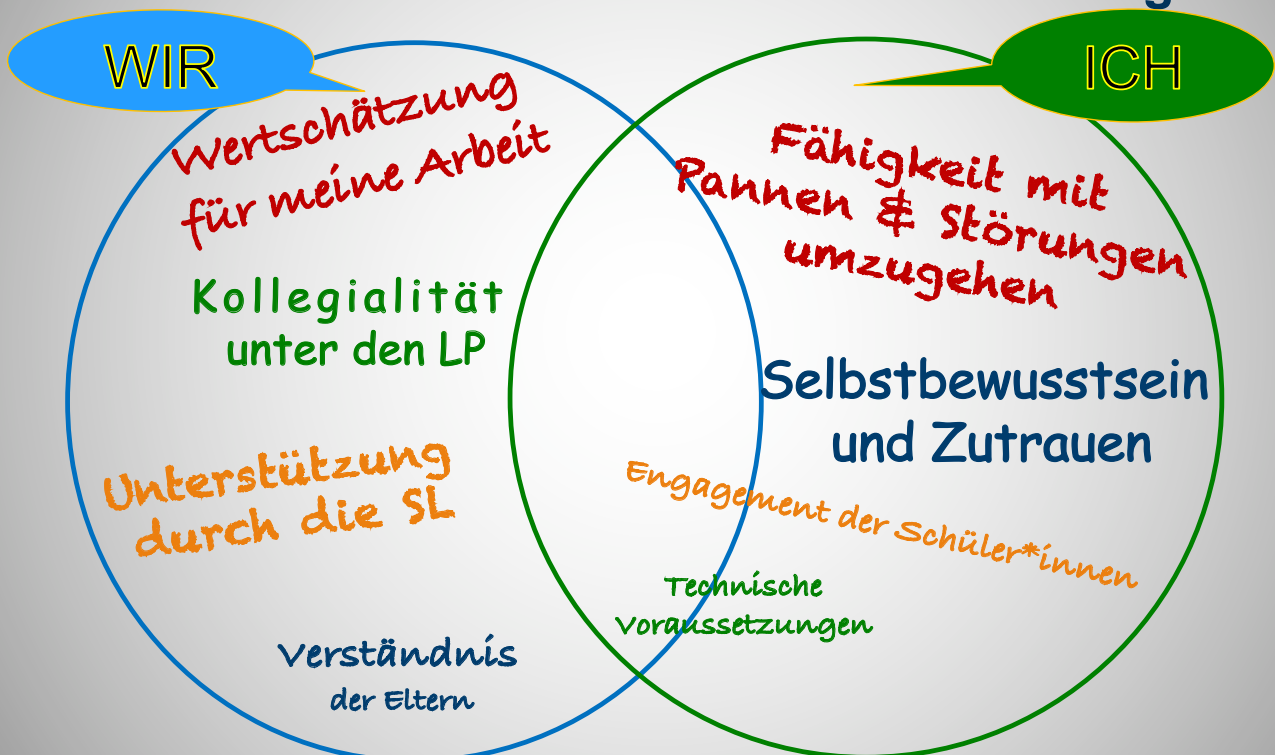 g
WIR
ICH
Wertschätzung
für meine Arbeit
Fähigkeit mit
Pannen & Störungen
umzugehen
Kollegialität
unter den LP
Selbstbewusstsein
und Zutrauen
Unterstützung
durch die SL
Engagement der Schüler*innen
Technische
Voraussetzungen
Verständnis
der Eltern